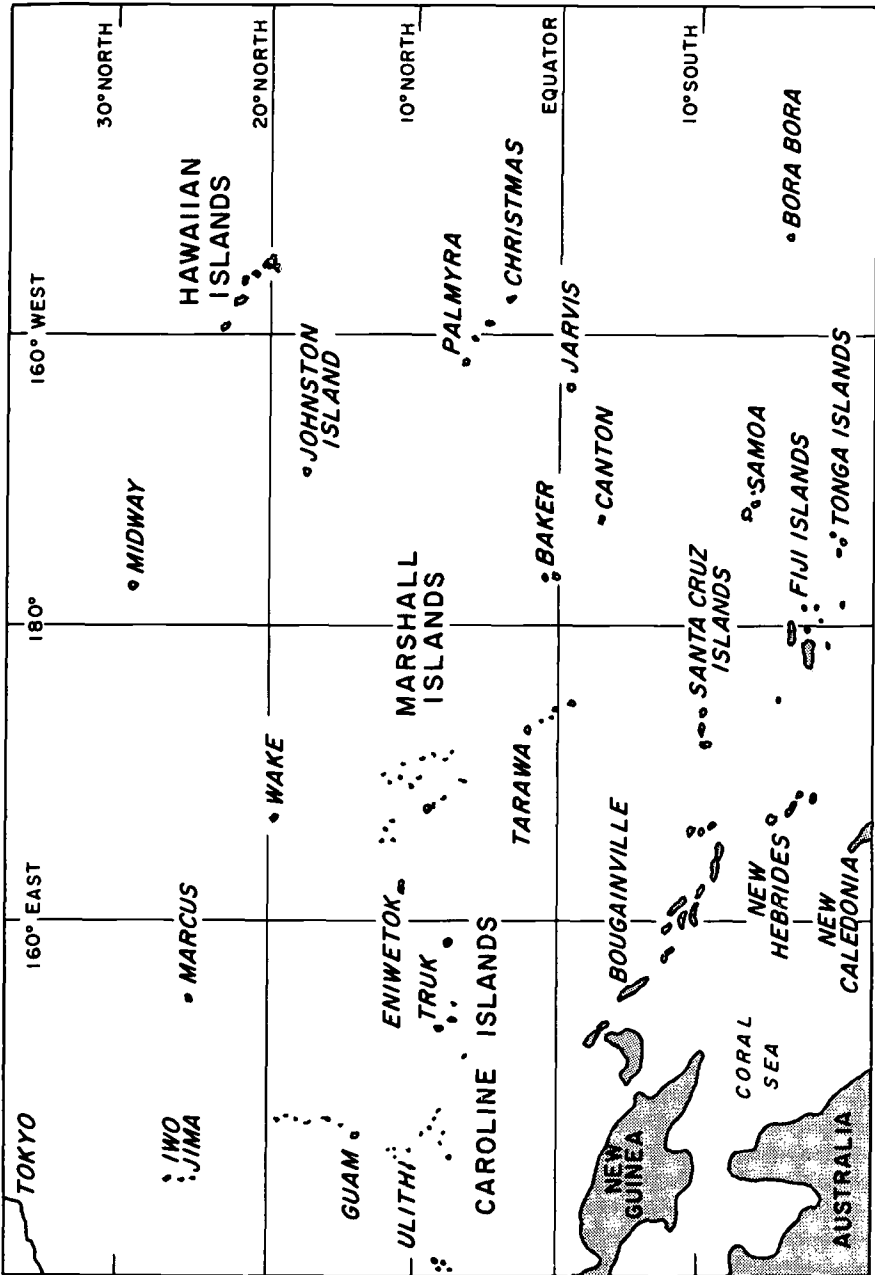 160° EAST
180°
160° WEST
TOKYO
30° NORTH
IWO
JIMA
MARCUS
MIDWAY
HAWAIIAN
ISLANDS
20° NORTH
WAKE
JOHNSTON
ISLAND
GUAM
MARSHALL
ISLANDS
ULITHI
ENIWETOK
TRUK
10° NORTH
CAROLINE ISLANDS
PALMYRA
CHRISTMAS
TARAWA
BAKER
EQUATOR
JARVIS
NEW
GUINEA
BOUGAINVILLE
CANTON
SANTA CRUZ
ISLANDS
10° SOUTH
CORAL
SEA
NEW
HEBRIDES
SAMOA
BORA BORA
FIJI ISLANDS
AUSTRALIA
NEW
CALEDONIA
TONGA ISLANDS